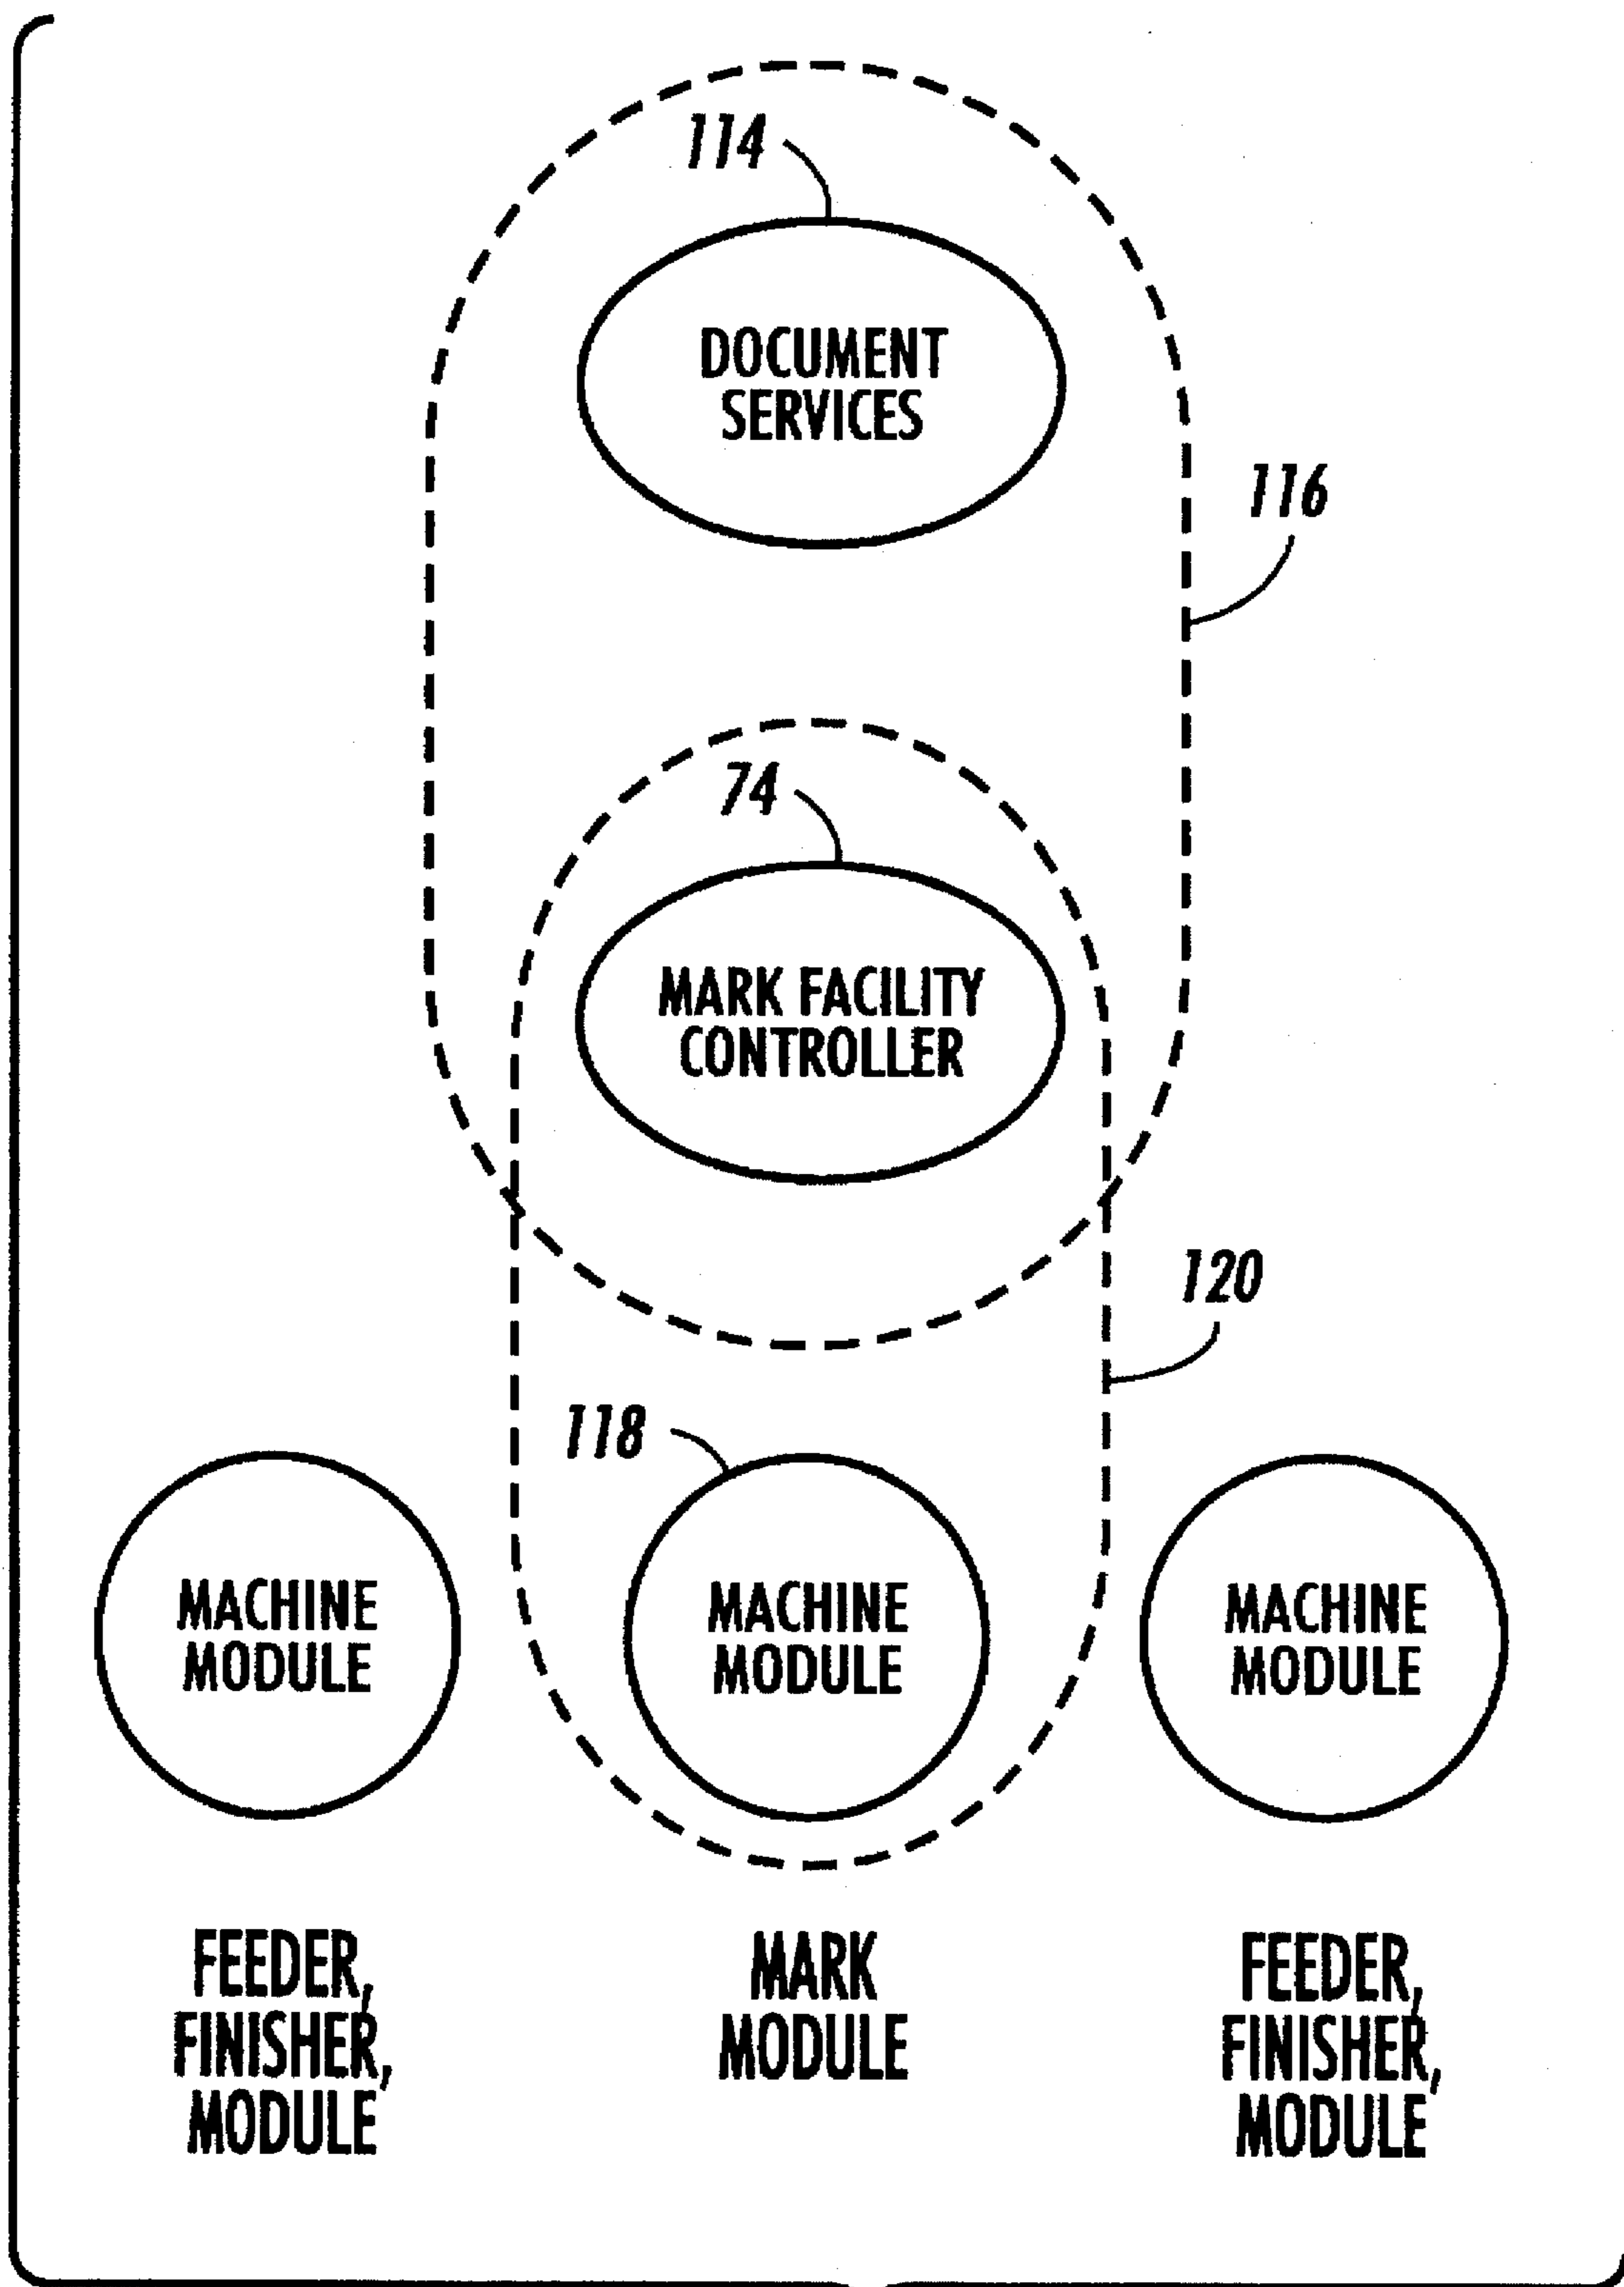 114
DOCUMENT
SERVICES
116
74
MARK FACILITY
CONTROLLER
120
118
MACHINE
MODULE
MACHINE
MODULE
MACHINE
MODULE
FEEDER,
FINISHER,
MODULE
MARK
MODULE
FEEDER,
FINISHER,
MODULE